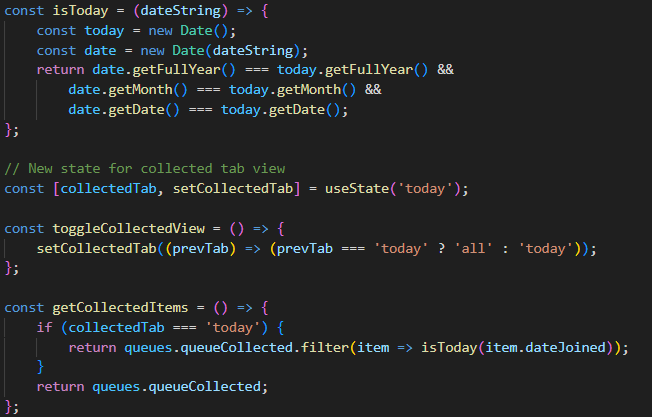 const isToday = (dateString) => {
    const today = new Date();
    const date = new Date(dateString);
    return date.getFullYear() === today.getFullYear() &&
        date.getMonth() === today.getMonth() &&
        date.getDate() === today.getDate();
};

// New state for collected tab view
const [collectedTab, setCollectedTab] = useState('today');

const toggleCollectedView = () => {
    setCollectedTab((prevTab) => (prevTab === 'today' ? 'all' : 'today'));
};

const getCollectedItems = () => {
    if (collectedTab === 'today') {
        return queues.queueCollected.filter(item => isToday(item.dateJoined));
    }
    return queues.queueCollected;
};